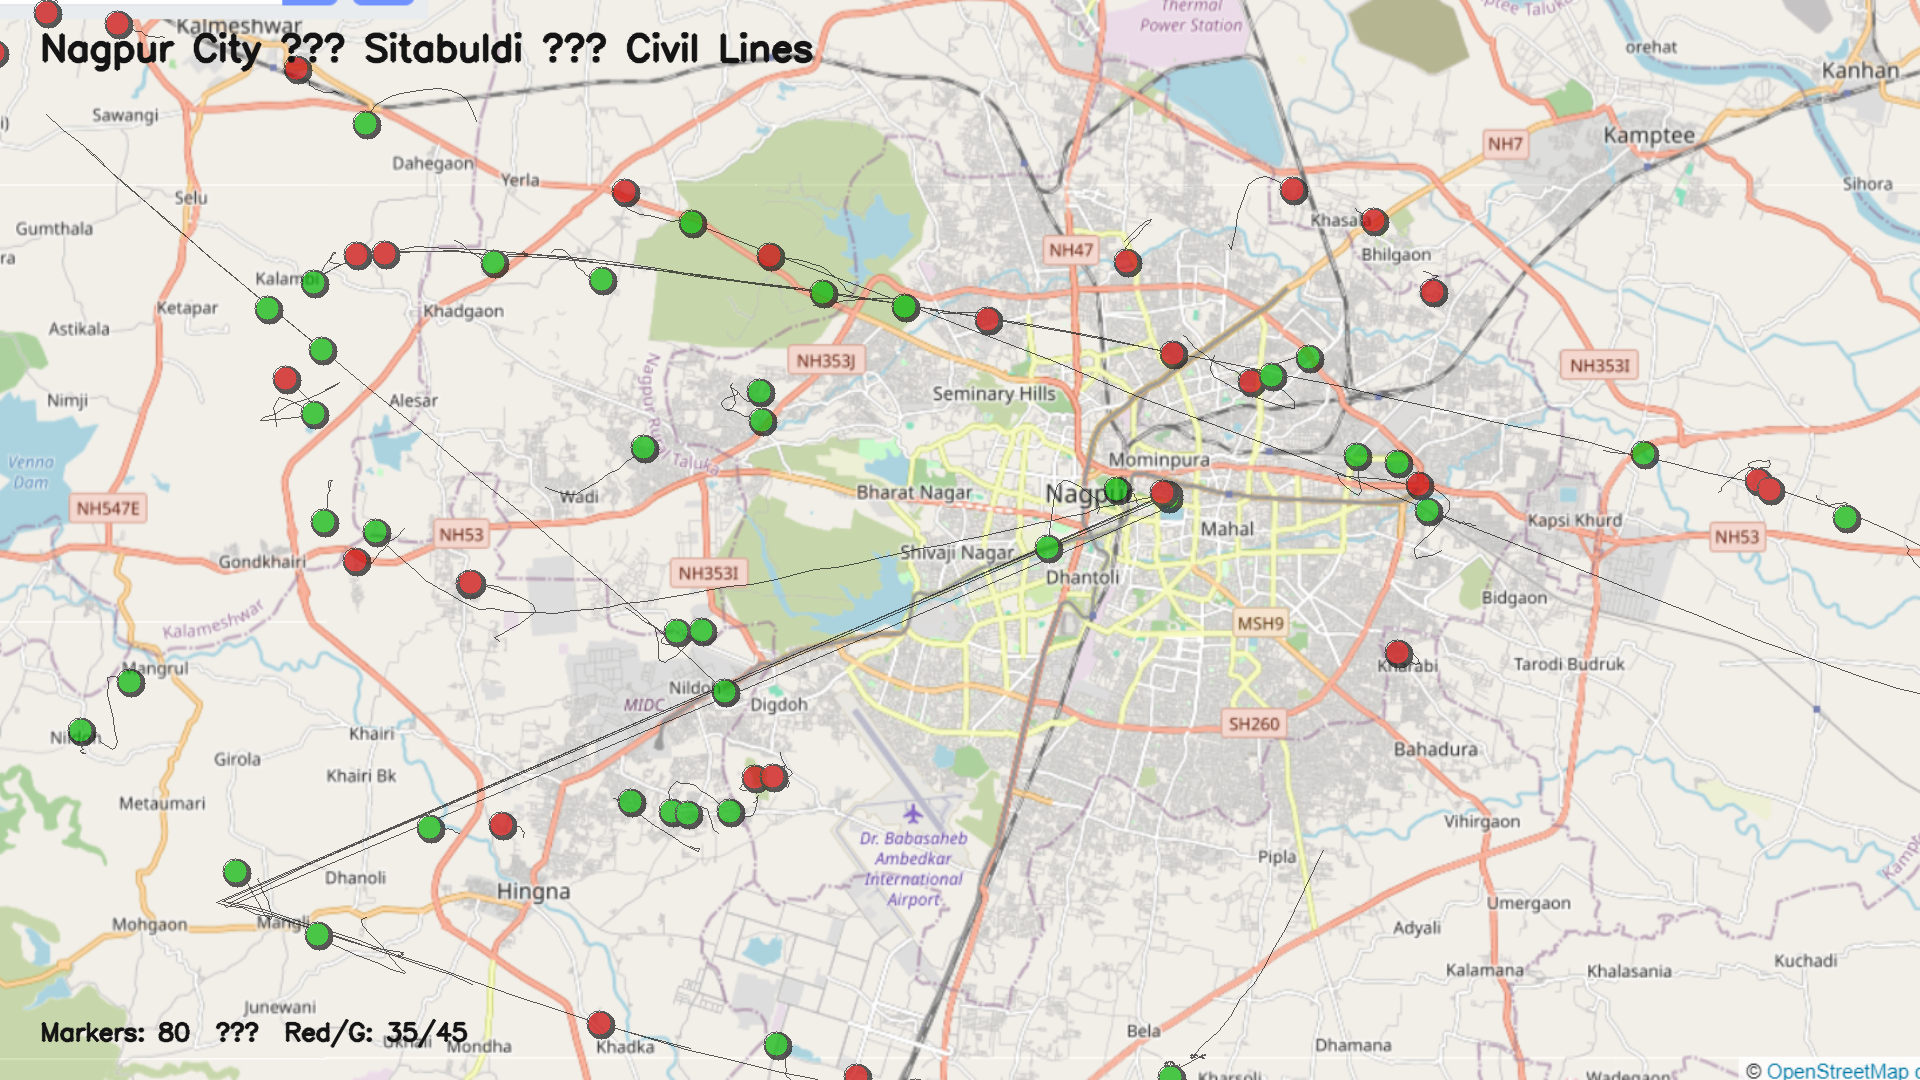 Kalmeshwar
Nagpur City ??? Sitabuldi ??? Civil Lines
Thermal
Power Station
orehat
Kanhan
Sawangi
i)
Dahegaon
Yerla
NH7
Kamptee
Selu
Sihora
Gumthala
ra
NH47
Khasala
Bhilgaon
Ketapar
Khadgaon
Astikala
NH353J
NH353I
Nimji
Alesar
Seminary Hills
Nagpur Rural Taluka
Mominpura
Venna
Dam
Wadi
Bharat Nagar
Nagpur
NH547E
NH53
Mahal
Kapsi Khurd
NH53
Gondkhairi
Shivaji Nagar
NH353I
Dhantoli
Bidgaon
Kalameshwar
MSH9
Mangrul
Kharabi
Tarodi Budruk
MIDC
Digdoh
SH260
Khairi
Bahadura
Girola
Khairi Bk
Metaumari
Vihirgaon
Dr. Babasaheb
Ambedkar
International
Airport
Pipla
Dhanoli
Hingna
Mohgaon
Umergaon
Adyali
Kalamana
Khalasania
Kuchadi
Junewani
Markers: 80 ??? Red/G: 35/45
Mondha
Khadka
Bela
Dhamana
Kharsoli
Wadegaon
© OpenStreetMap c